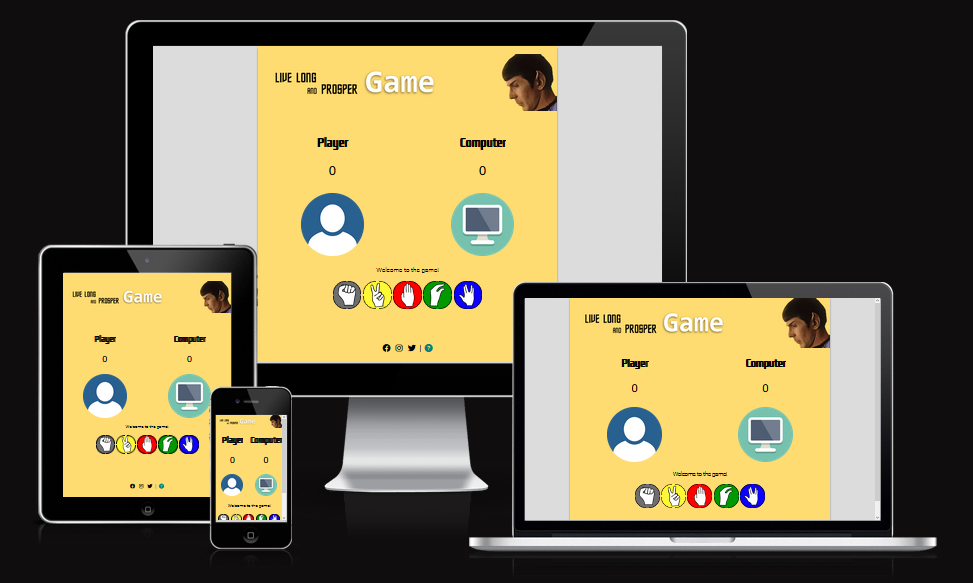 LIVE LONG
AND PROSPER Game
Player Computer
0 0
Welcome to the game!
|
?
LIVE LONG
AND PROSPER Game
Player Computer
0 0
Welcome to the game!
|
?
LIVE LONG
AND PROSPER Game
Player Computer
0 0
Welcome to the game!
LIVE LONG
AND PROSPER Game
Player Computer
0 0
Welcome to the game!